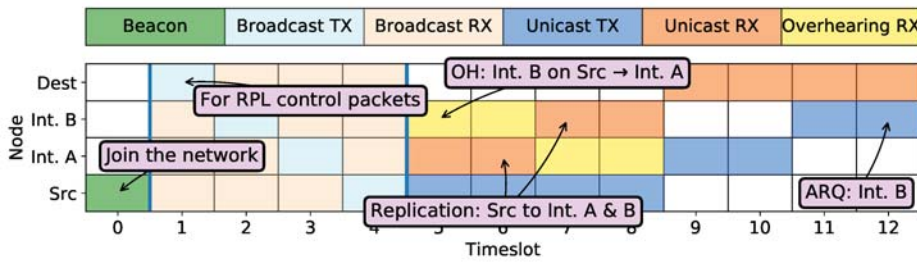 Beacon Broadcast TX Broadcast RX Unicast TX Unicast RX Overhearing RX
Node
Dest
Int. B
Int. A
Src
OH: Int. B on Src → Int. A
For RPL control packets
Join the network
Replication: Src to Int. A & B
ARQ: Int. B
0 1 2 3 4 5 6 7 8 9 10 11 12
Timeslot